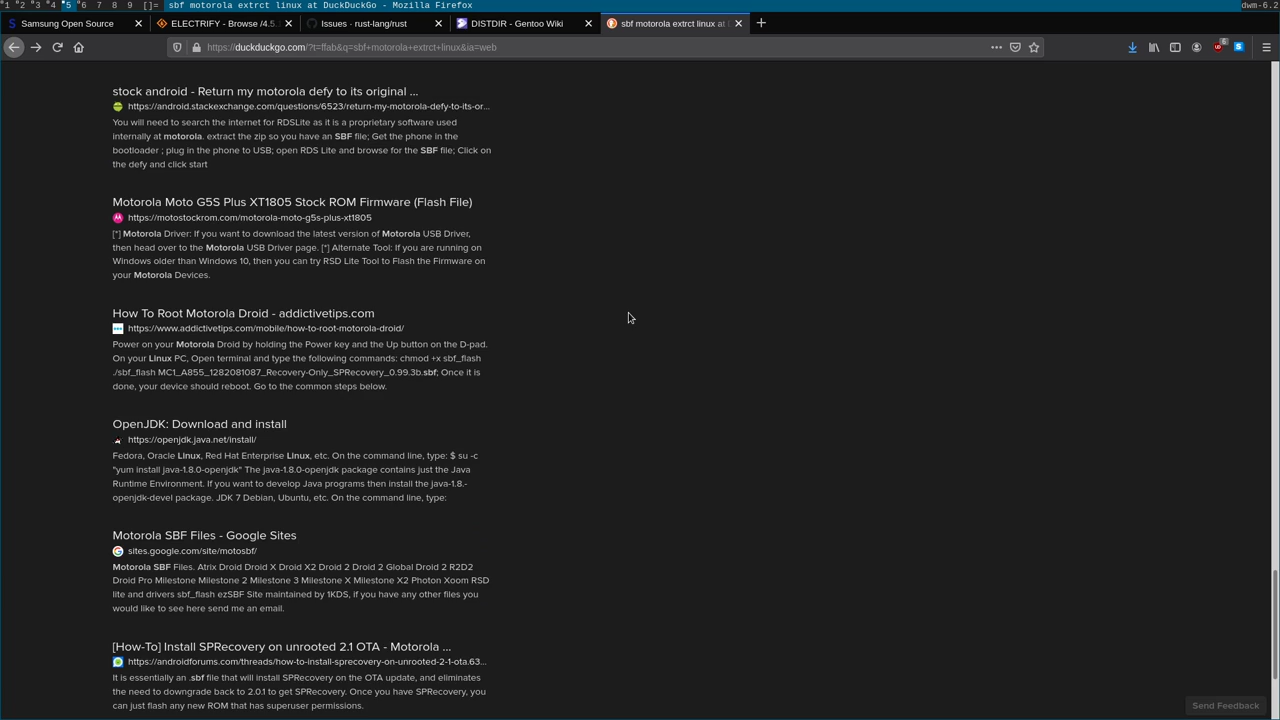 1 2 3 4 5 6 7 8 9 []= sbf motorola extrct linux at DuckDuckGo - Mozilla Firefox dwm-6.2
Samsung Open Source
ELECTRIFY - Browse /4.5.
Issues · rust-lang/rust
DISTDIR - Gentoo Wiki
sbf motorola extrct linux at
https://duckduckgo.com/?t=ffab&q=sbf+motorola+extrct+linux&ia=web
6
stock android - Return my motorola defy to its original ...
https://android.stackexchange.com/questions/6523/return-my-motorola-defy-to-its-or...
You will need to search the internet for RDSLite as it is a proprietary software used
internally at motorola. extract the zip so you have an SBF file; Get the phone in the
bootloader ; plug in the phone to USB; open RDS Lite and browse for the SBF file; Click on
the defy and click start
Motorola Moto G5S Plus XT1805 Stock ROM Firmware (Flash File)
https://motostockrom.com/motorola-moto-g5s-plus-xt1805
[*] Motorola Driver: If you want to download the latest version of Motorola USB Driver,
then head over to the Motorola USB Driver page. [*] Alternate Tool: If you are running on
Windows older than Windows 10, then you can try RSD Lite Tool to Flash the Firmware on
your Motorola Devices.
How To Root Motorola Droid - addictivetips.com
https://www.addictivetips.com/mobile/how-to-root-motorola-droid/
Power on your Motorola Droid by holding the Power key and the Up button on the D-pad.
On your Linux PC, Open terminal and type the following commands: chmod +x sbf_flash
./sbf_flash MC1_A855_1282081087_Recovery-Only_SPRecovery_0.99.3b.sbf; Once it is
done, your device should reboot. Go to the common steps below.
OpenJDK: Download and install
https://openjdk.java.net/install/
Fedora, Oracle Linux, Red Hat Enterprise Linux, etc. On the command line, type: $ su -c
"yum install java-1.8.0-openjdk" The java-1.8.0-openjdk package contains just the Java
Runtime Environment. If you want to develop Java programs then install the java-1.8.-
openjdk-devel package. JDK 7 Debian, Ubuntu, etc. On the command line, type:
Motorola SBF Files - Google Sites
sites.google.com/site/motosbf/
Motorola SBF Files. Atrix Droid Droid X Droid X2 Droid 2 Droid 2 Global Droid 2 R2D2
Droid Pro Milestone Milestone 2 Milestone 3 Milestone X Milestone X2 Photon Xoom RSD
lite and drivers sbf_flash ezSBF Site maintained by 1KDS, if you have any other files you
would like to see here send me an email.
[How-To] Install SPRecovery on unrooted 2.1 OTA - Motorola ...
https://androidforums.com/threads/how-to-install-sprecovery-on-unrooted-2-1-ota.63...
It is essentially an .sbf file that will install SPRecovery on the OTA update, and eliminates
the need to downgrade back to 2.0.1 to get SPRecovery. Once you have SPRecovery, you
can just flash any new ROM that has superuser permissions.
Send Feedback